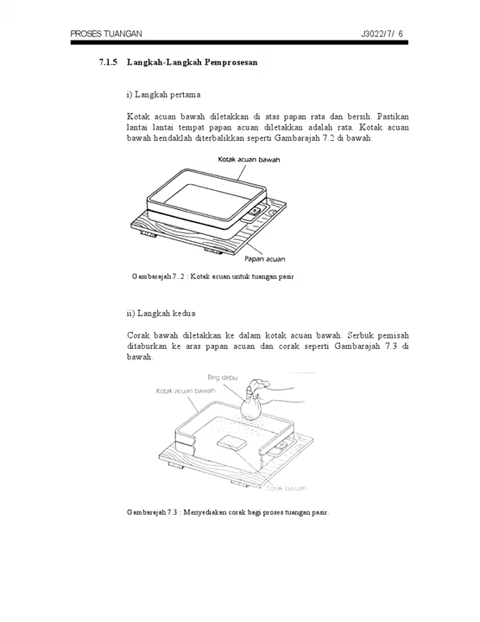 PROSES TUANGAN J3022/7/ 6
7.1.5 Langkah-Langkah Pemprosesan
i) Langkah pertama
Kotak acuan bawah diletakkan di atas papan rata dan bersih. Pastikan
lantai lantai tempat papan acuan diletakkan adalah rata. Kotak acuan
bawah hendaklah diterbalikkan seperti Gambarajah 7.2 di bawah.
Kotak acuan bawah
Papan acuan
Gambarajah 7.2 : Kotak acuan untuk tuangan pasir
ii) Langkah kedua
Corak bawah diletakkan ke dalam kotak acuan bawah. Serbuk pemisah
ditaburkan ke aras papan acuan dan corak seperti Gambarajah 7.3 di
bawah.
Beg debu
Kotak acuan bawah
Corak bawah
Gambarajah 7.3 : Menyediakan corak bagi proses tuangan pasir.